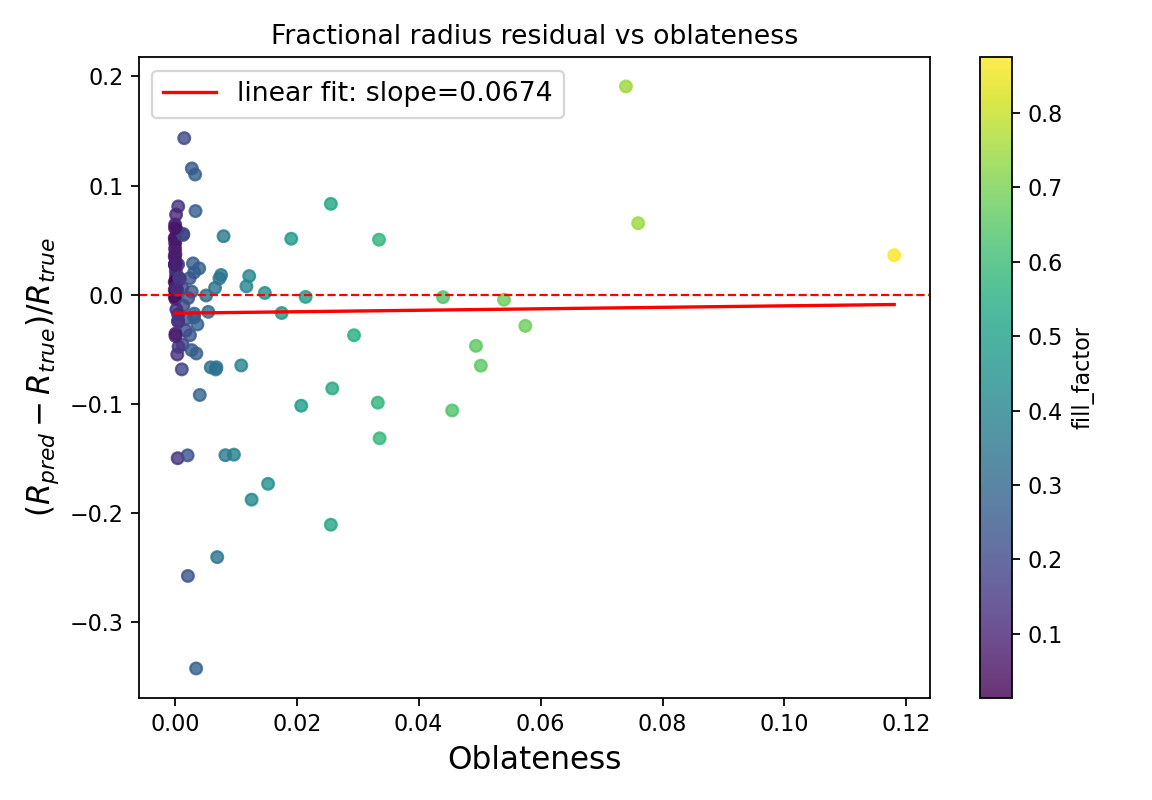 Fractional radius residual vs oblateness
linear fit: slope=0.0674
0.2
0.1
0.0
−0.1
−0.2
−0.3
(R_pred − R_true)/R_true
0.00 0.02 0.04 0.06 0.08 0.10 0.12
Oblateness
0.8
0.7
0.6
0.5
0.4
0.3
0.2
0.1
fill_factor